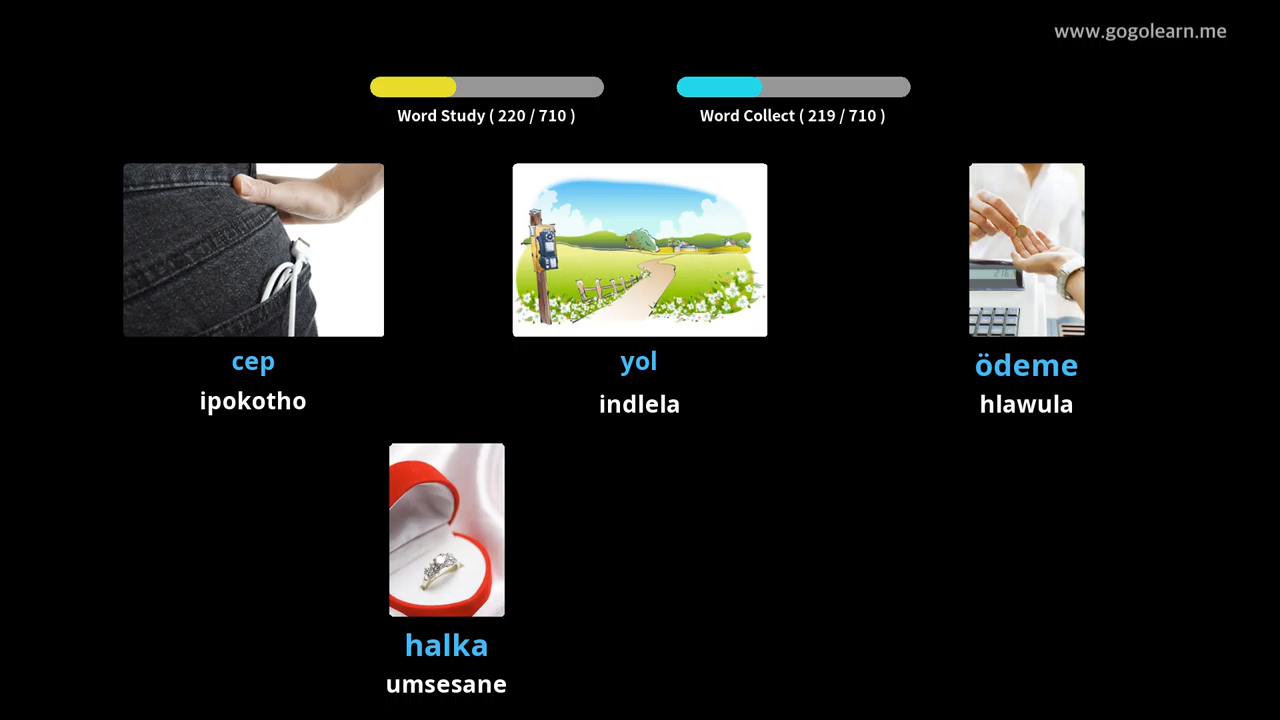 www.gogolearn.me
Word Study ( 220 / 710 )
Word Collect ( 219 / 710 )
cep
ipokotho
yol
indlela
ödeme
hlawula
halka
umsesane